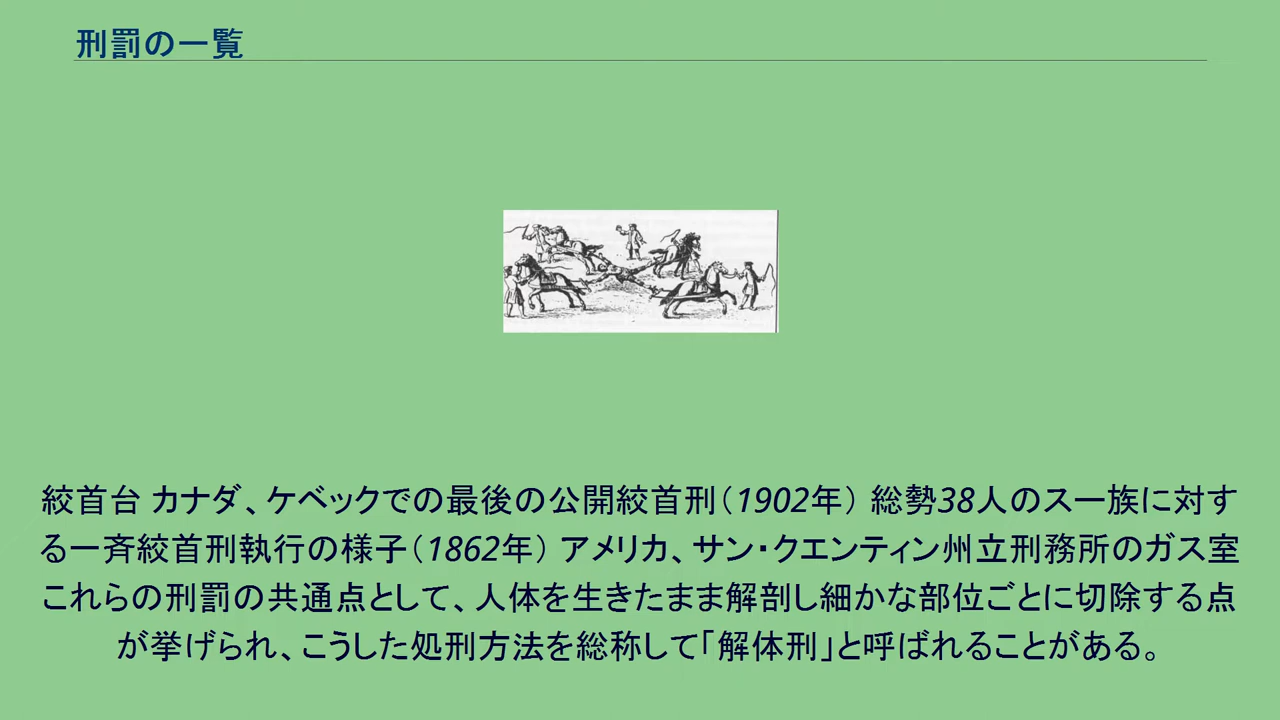 刑罰の一覧
絞首台 カナダ、ケベックでの最後の公開絞首刑（1902年） 総勢38人のスー族に対す
る一斉絞首刑執行の様子（1862年） アメリカ、サン・クエンティン州立刑務所のガス室
これらの刑罰の共通点として、人体を生きたまま解剖し細かな部位ごとに切除する点
が挙げられ、こうした処刑方法を総称して「解体刑」と呼ばれることがある。